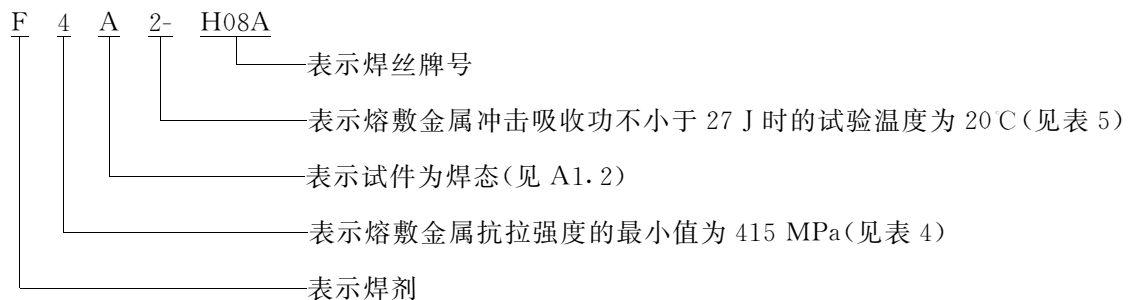 F 4 A 2- H08A
表示焊丝牌号
表示熔敷金属冲击吸收功不小于 27 J 时的试验温度为 20℃(见表 5)
表示试件为焊态(见 A1.2)
表示熔敷金属抗拉强度的最小值为 415 MPa(见表 4)
表示焊剂